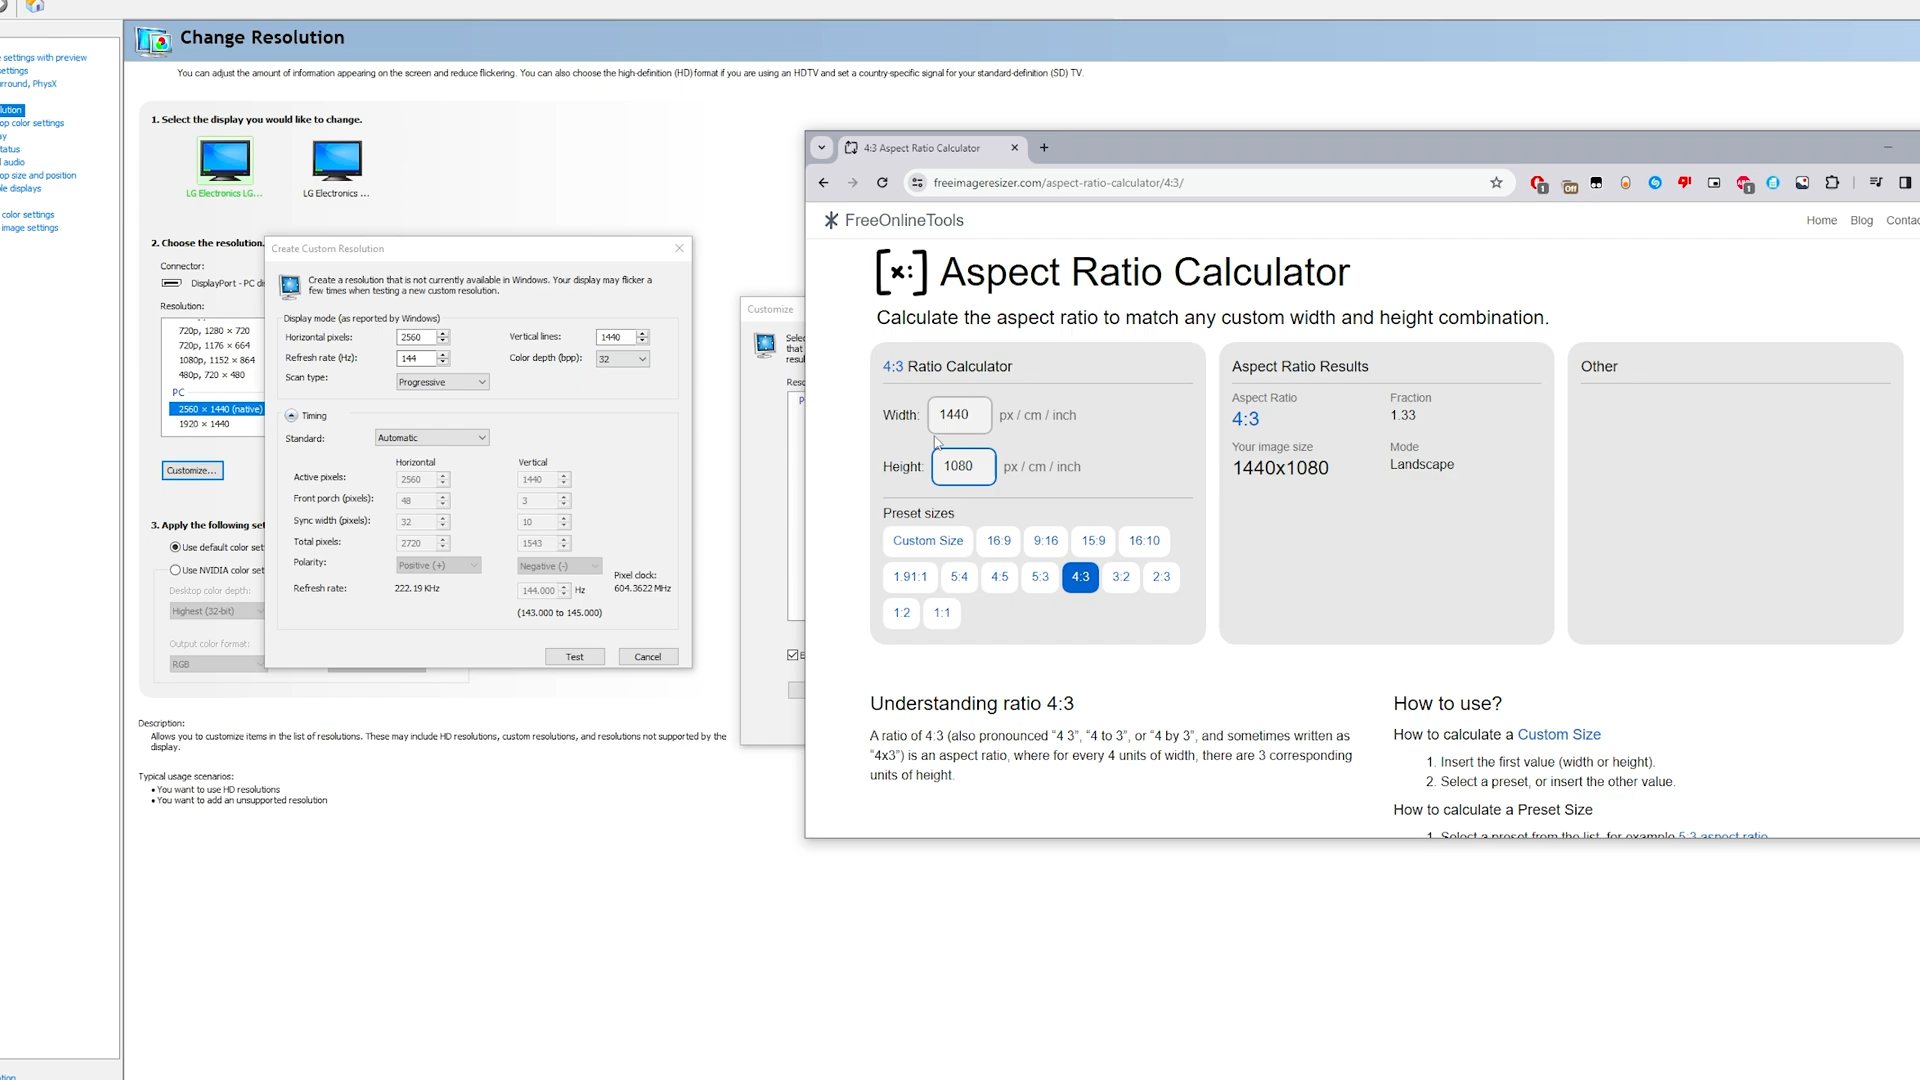 Change Resolution
You can adjust the amount of information appearing on the screen and reduce flickering. You can also choose the high-definition (HD) format if you are using an HDTV and set a country-specific signal for your standard-definition (SD) TV.
settings with preview
settings
rround, PhysX
lution
op color settings
ay
tatus
l audio
op size and position
le displays
color settings
image settings
1. Select the display you would like to change.
LG Electronics LG...
LG Electronics ...
2. Choose the resolution.
Connector:
DisplayPort - PC di
Resolution:
720p, 1280 × 720
720p, 1176 × 664
1080p, 1152 × 864
480p, 720 × 480
PC
2560 × 1440 (native)
1920 × 1440
Customize...
3. Apply the following set
Use default color set
Use NVIDIA color set
Desktop color depth:
Highest (32-bit)
Output color format:
RGB
Description:
Allows you to customize items in the list of resolutions. These may include HD resolutions, custom resolutions, and resolutions not supported by the
display.
Typical usage scenarios:
• You want to use HD resolutions
• You want to add an unsupported resolution
Create Custom Resolution
Create a resolution that is not currently available in Windows. Your display may flicker a
few times when testing a new custom resolution.
Display mode (as reported by Windows)
Horizontal pixels: 2560 Vertical lines: 1440
Refresh rate (Hz): 144 Color depth (bpp): 32
Scan type: Progressive
Timing
Standard: Automatic
Horizontal Vertical
Active pixels: 2560 1440
Front porch (pixels): 48 3
Sync width (pixels): 32 10
Total pixels: 2720 1543
Polarity: Positive (+) Negative (-)
Refresh rate: 222.19 KHz 144.000 Hz
Pixel clock:
604.3622 MHz
(143.000 to 145.000)
Test Cancel
Customize
Selec
that
resul
Reso
P
E
4:3 Aspect Ratio Calculator
freeimageresizer.com/aspect-ratio-calculator/4:3/
1
Off
1
FreeOnlineTools
Home Blog Contac
[×:] Aspect Ratio Calculator
Calculate the aspect ratio to match any custom width and height combination.
4:3 Ratio Calculator
Width: 1440 px / cm / inch
Height: 1080 px / cm / inch
Preset sizes
Custom Size 16:9 9:16 15:9 16:10
1.91:1 5:4 4:5 5:3 4:3 3:2 2:3
1:2 1:1
Aspect Ratio Results
Aspect Ratio Fraction
4:3 1.33
Your image size Mode
1440x1080 Landscape
Other
Understanding ratio 4:3
A ratio of 4:3 (also pronounced “4 3”, “4 to 3”, or “4 by 3”, and sometimes written as
“4x3”) is an aspect ratio, where for every 4 units of width, there are 3 corresponding
units of height.
How to use?
How to calculate a Custom Size
1. Insert the first value (width or height).
2. Select a preset, or insert the other value.
How to calculate a Preset Size
1. Select a preset from the list, for example 5:3 aspect ratio